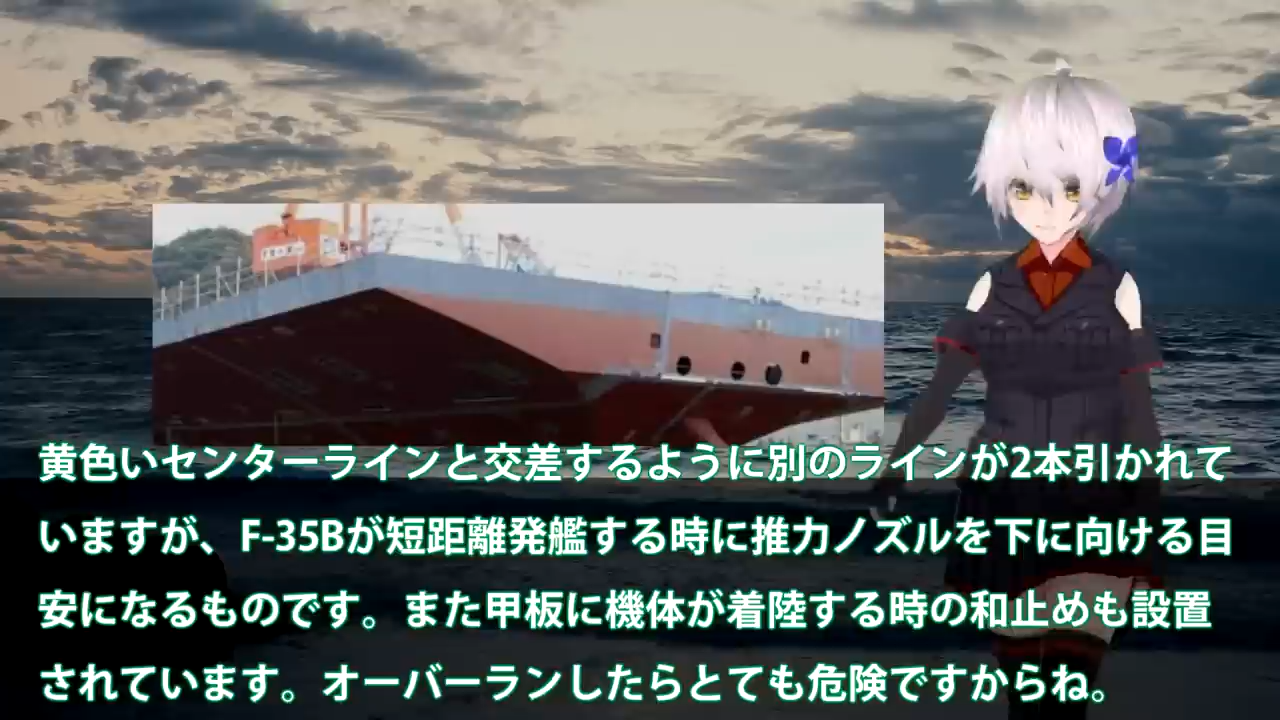 黄色いセンターラインと交差するように別のラインが2本引かれて
いますが、F-35Bが短距離発艦する時に推力ノズルを下に向ける目
安になるものです。また甲板に機体が着陸する時の和止めも設置
されています。オーバーランしたらとても危険ですからね。